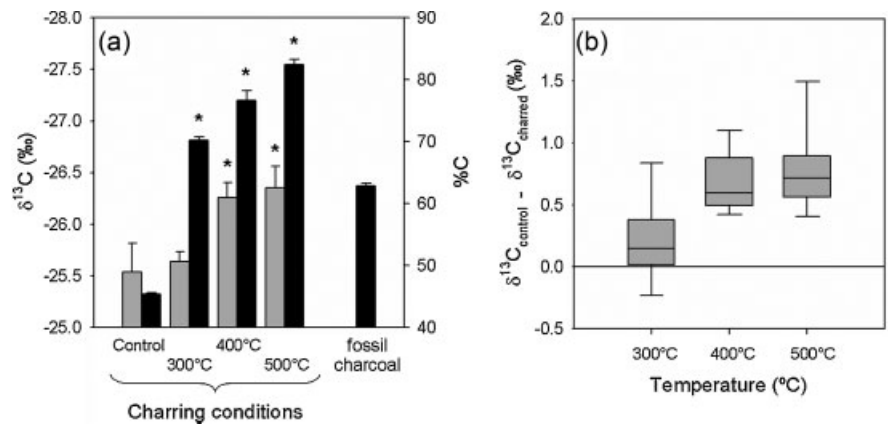 (a)
δ¹³C (‰)
-28.0
-27.5
-27.0
-26.5
-26.0
-25.5
-25.0
* * *
90
80
70
60
50
40
%C
Control 400°C fossil
300°C 500°C charcoal
Charring conditions
(b)
δ¹³C_control - δ¹³C_charred (‰)
2.0
1.5
1.0
0.5
0.0
-0.5
300°C 400°C 500°C
Temperature (ºC)